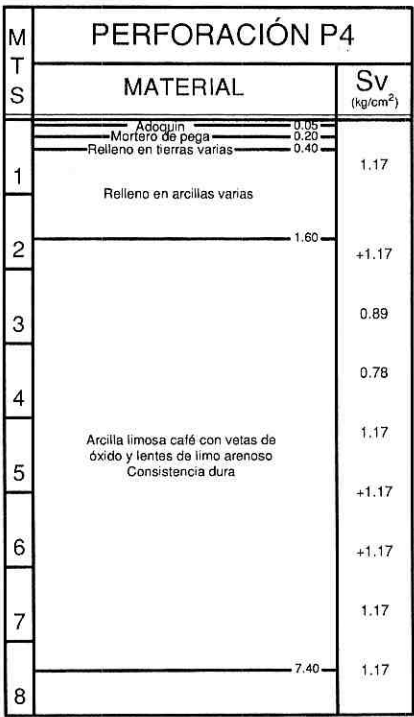 M
T
S
PERFORACIÓN P4
MATERIAL
Sv
(kg/cm²)
Adoquin 0.05
Mortero de pega 0.20
Relleno en tierras varias 0.40
1.17
1
Relleno en arcillas varias
1.60
2
+1.17
0.89
3
0.78
4
1.17
Arcilla limosa café con vetas de
óxido y lentes de limo arenoso
Consistencia dura
5
+1.17
6
+1.17
7
1.17
7.40
1.17
8